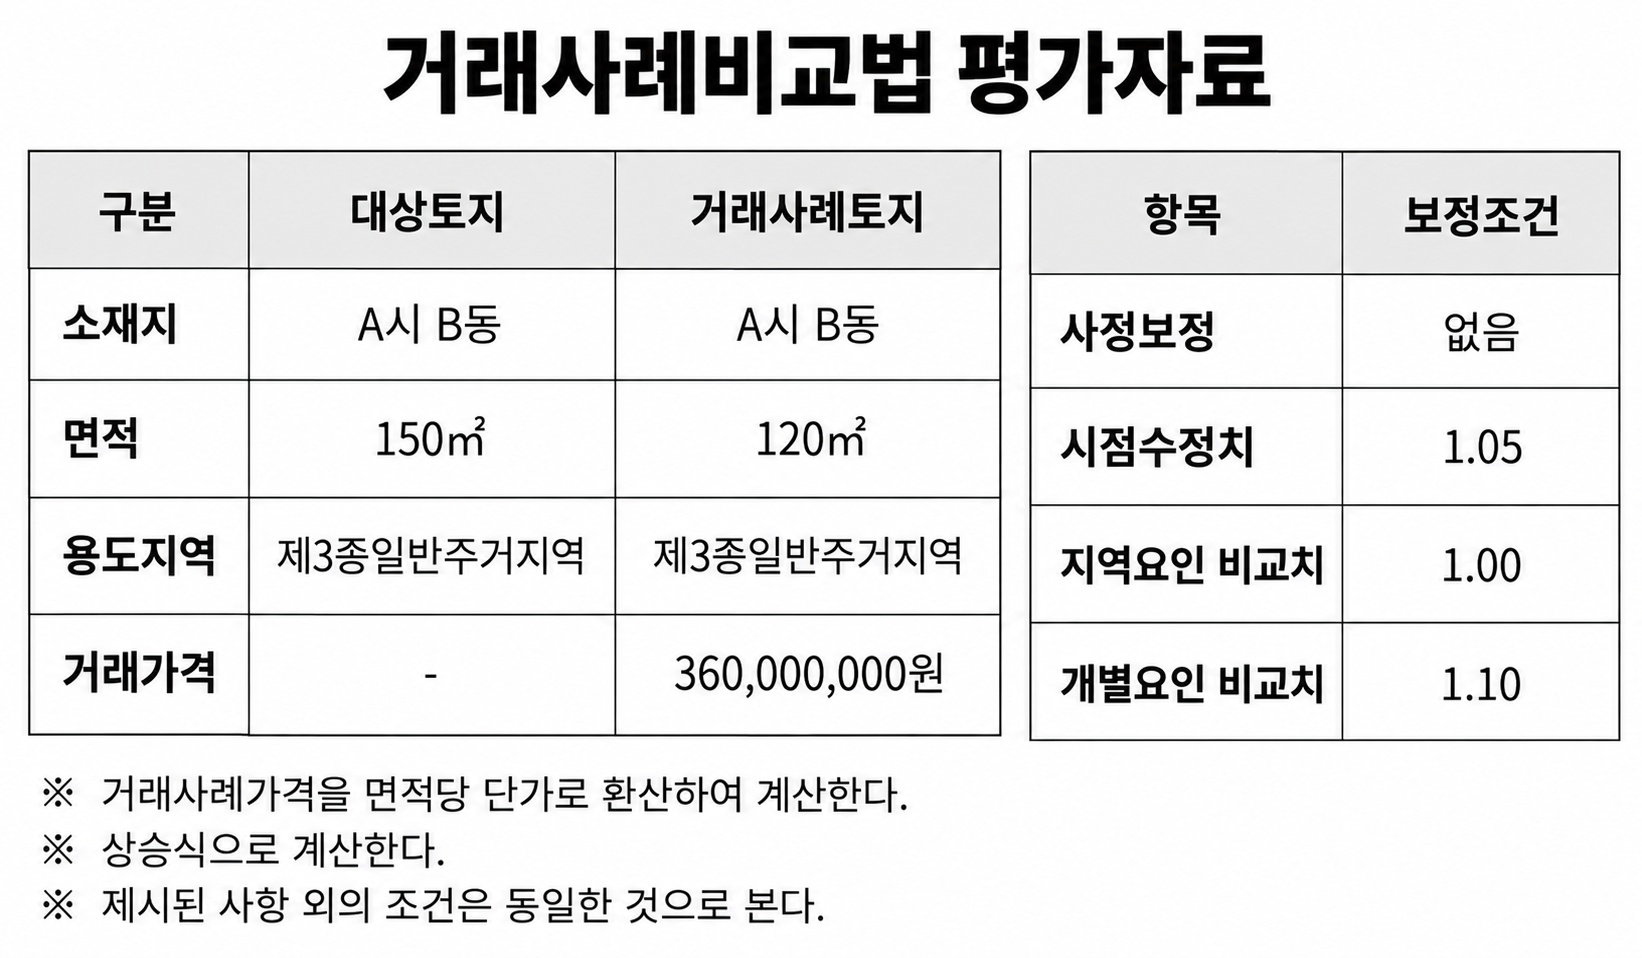 거래사례비교법 평가자료
구분 대상토지 거래사례토지
소재지 A시 B동 A시 B동
면적 150㎡ 120㎡
용도지역 제3종일반주거지역 제3종일반주거지역
거래가격 - 360,000,000원
항목 보정조건
사정보정 없음
시점수정치 1.05
지역요인 비교치 1.00
개별요인 비교치 1.10
※ 거래사례가격을 면적당 단가로 환산하여 계산한다.
※ 상승식으로 계산한다.
※ 제시된 사항 외의 조건은 동일한 것으로 본다.